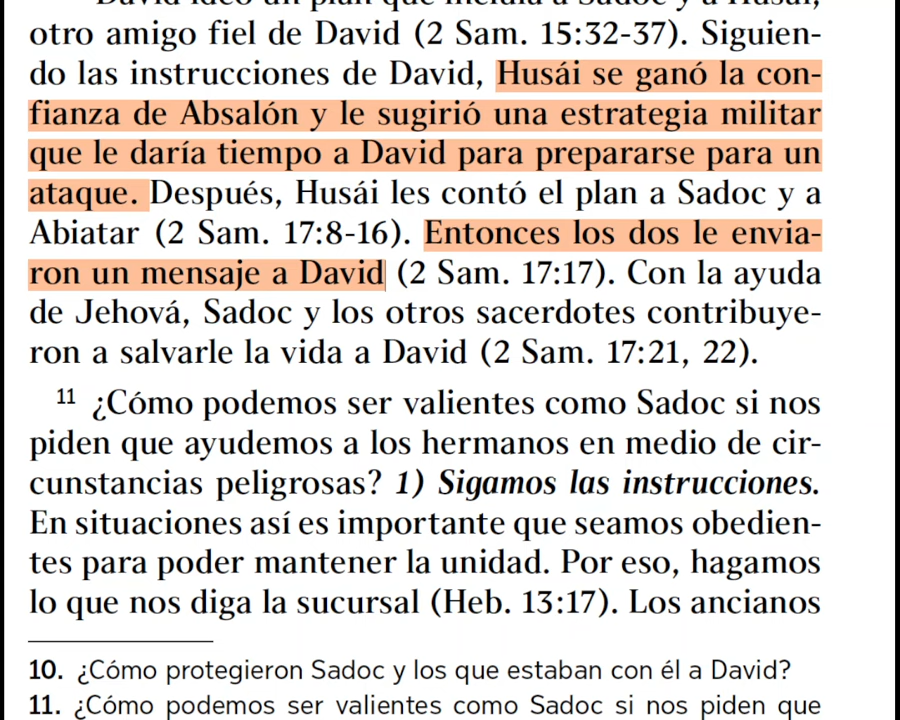 David ideó un plan que incluía a Sadoc y a Husái,
otro amigo fiel de David (2 Sam. 15:32-37). Siguien-
do las instrucciones de David, Husái se ganó la con-
fianza de Absalón y le sugirió una estrategia militar
que le daría tiempo a David para prepararse para un
ataque. Después, Husái les contó el plan a Sadoc y a
Abiatar (2 Sam. 17:8-16). Entonces los dos le envia-
ron un mensaje a David (2 Sam. 17:17). Con la ayuda
de Jehová, Sadoc y los otros sacerdotes contribuye-
ron a salvarle la vida a David (2 Sam. 17:21, 22).
11 ¿Cómo podemos ser valientes como Sadoc si nos
piden que ayudemos a los hermanos en medio de cir-
cunstancias peligrosas? 1) Sigamos las instrucciones.
En situaciones así es importante que seamos obedien-
tes para poder mantener la unidad. Por eso, hagamos
lo que nos diga la sucursal (Heb. 13:17). Los ancianos
10. ¿Cómo protegieron Sadoc y los que estaban con él a David?
11. ¿Cómo podemos ser valientes como Sadoc si nos piden que